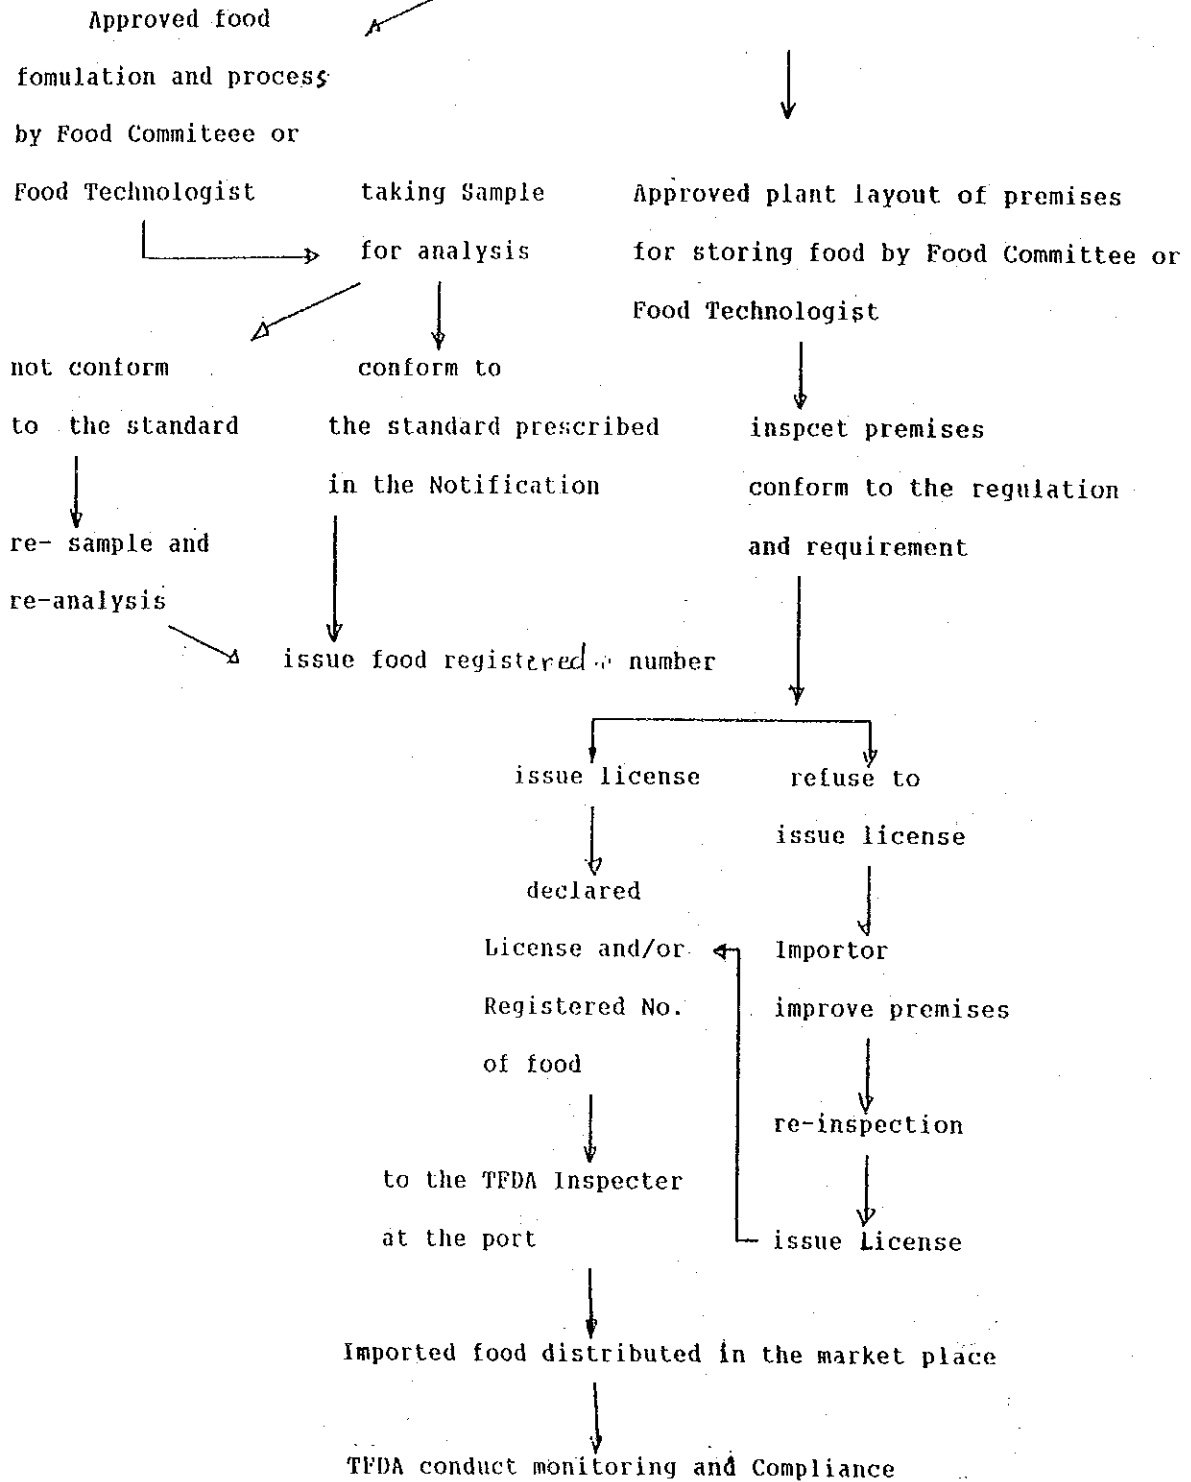 Approved food
fomulation and process
by Food Commiteee or
Food Technologist
taking Sample
for analysis
not conform
to the standard
conform to
the standard prescribed
in the Notification
re- sample and
re-analysis
issue food registered number
Approved plant layout of premises
for storing food by Food Committee or
Food Technologist
inspcet premises
conform to the regulation
and requirement
issue license
refuse to
issue license
declared
License and/or
Registered No.
of food
Importor
improve premises
re-inspection
issue License
to the TFDA Inspecter
at the port
Imported food distributed in the market place
TFDA conduct monitoring and Compliance